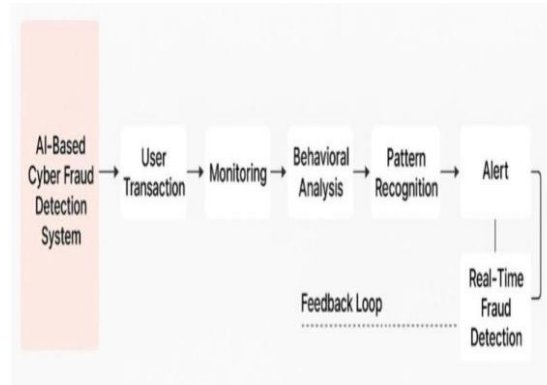 AI-Based
Cyber Fraud
Detection
System
User
Transaction
Monitoring
Behavioral
Analysis
Pattern
Recognition
Alert
Real-Time
Fraud
Detection
Feedback Loop